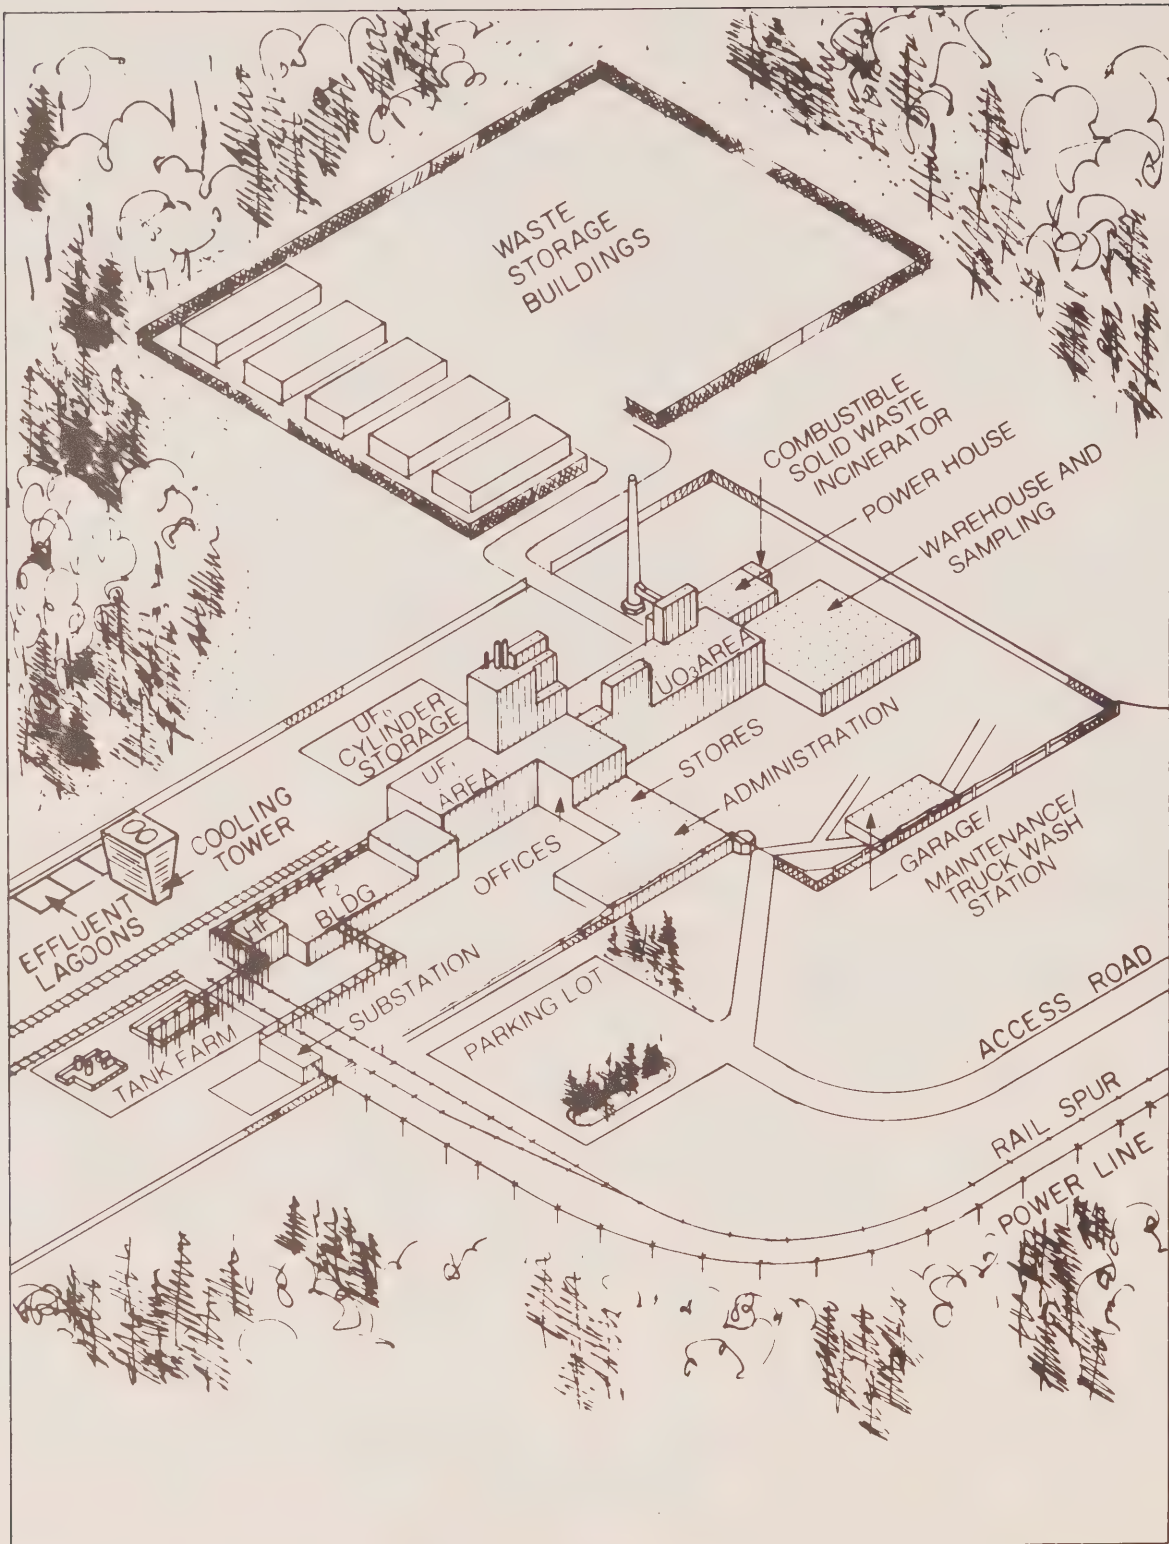 WASTE
STORAGE
BUILDINGS
COMBUSTIBLE
SOLID WASTE
INCINERATOR
POWER HOUSE
WAREHOUSE AND
SAMPLING
UO₃ AREA
UF₆
CYLINDER
STORAGE
UF₆
AREA
STORES
ADMINISTRATION
OFFICES
COOLING
TOWER
EFFLUENT
LAGOONS
F₂
BLDG
HF
GARAGE/
MAINTENANCE/
TRUCK WASH
STATION
SUBSTATION
PARKING LOT
TANK FARM
ACCESS ROAD
RAIL SPUR
POWER LINE